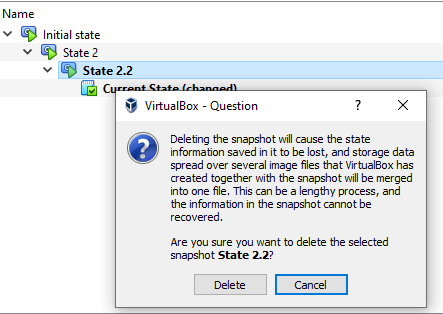 Name
Initial state
State 2
State 2.2
Current State (changed)
VirtualBox - Question
?
Deleting the snapshot will cause the state
information saved in it to be lost, and storage data
spread over several image files that VirtualBox has
created together with the snapshot will be merged
into one file. This can be a lengthy process, and
the information in the snapshot cannot be
recovered.
Are you sure you want to delete the selected
snapshot State 2.2?
Delete
Cancel